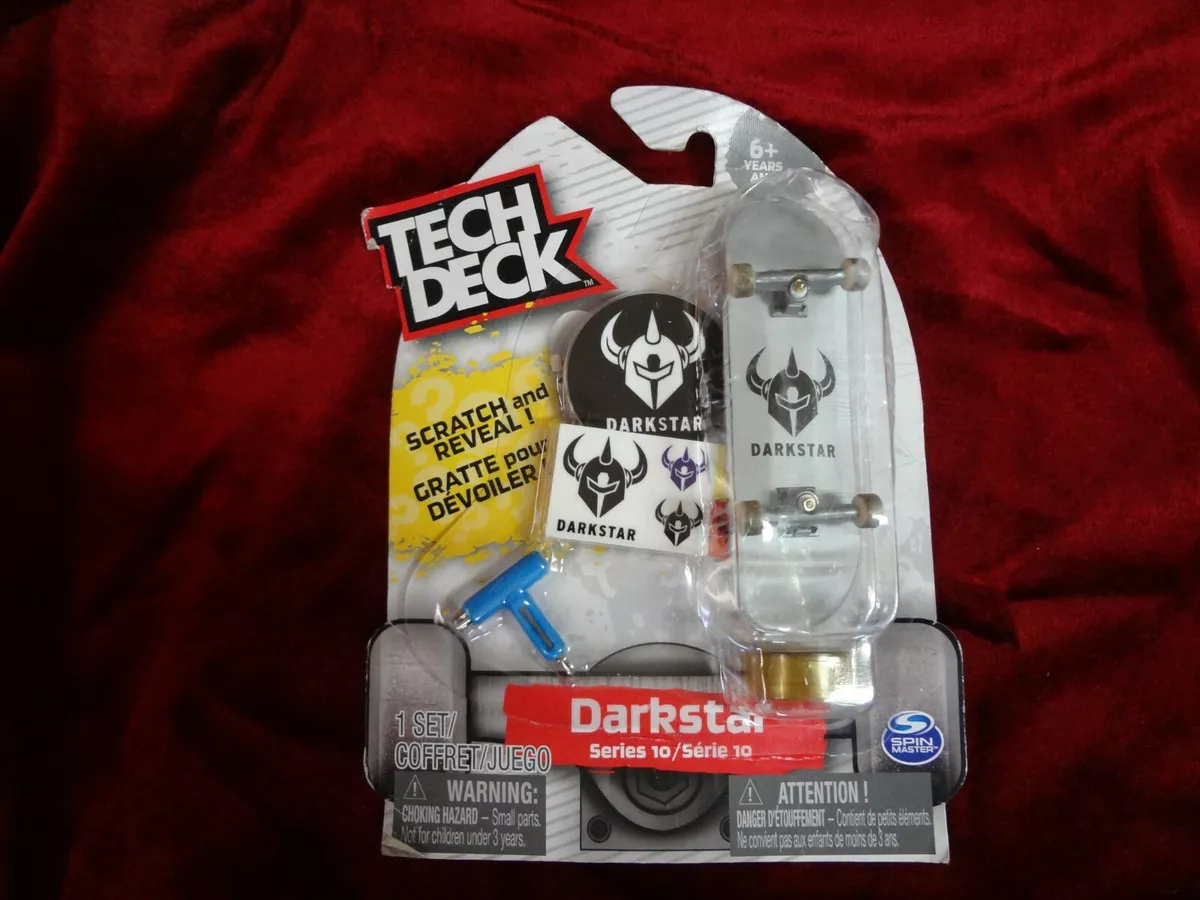 6+
YEARS
TECH
DECK™
SCRATCH and
REVEAL !
GRATTE pour
DÉVOILER !
DARKSTAR
DARKSTAR
DARKSTAR
Darkstar
Series 10/Série 10
1 SET/
COFFRET/JUEGO
SPIN
MASTER™
WARNING:
CHOKING HAZARD – Small parts.
Not for children under 3 years.
ATTENTION !
DANGER D'ÉTOUFFEMENT – Contient de petits éléments.
Ne convient pas aux enfants de moins de 3 ans.